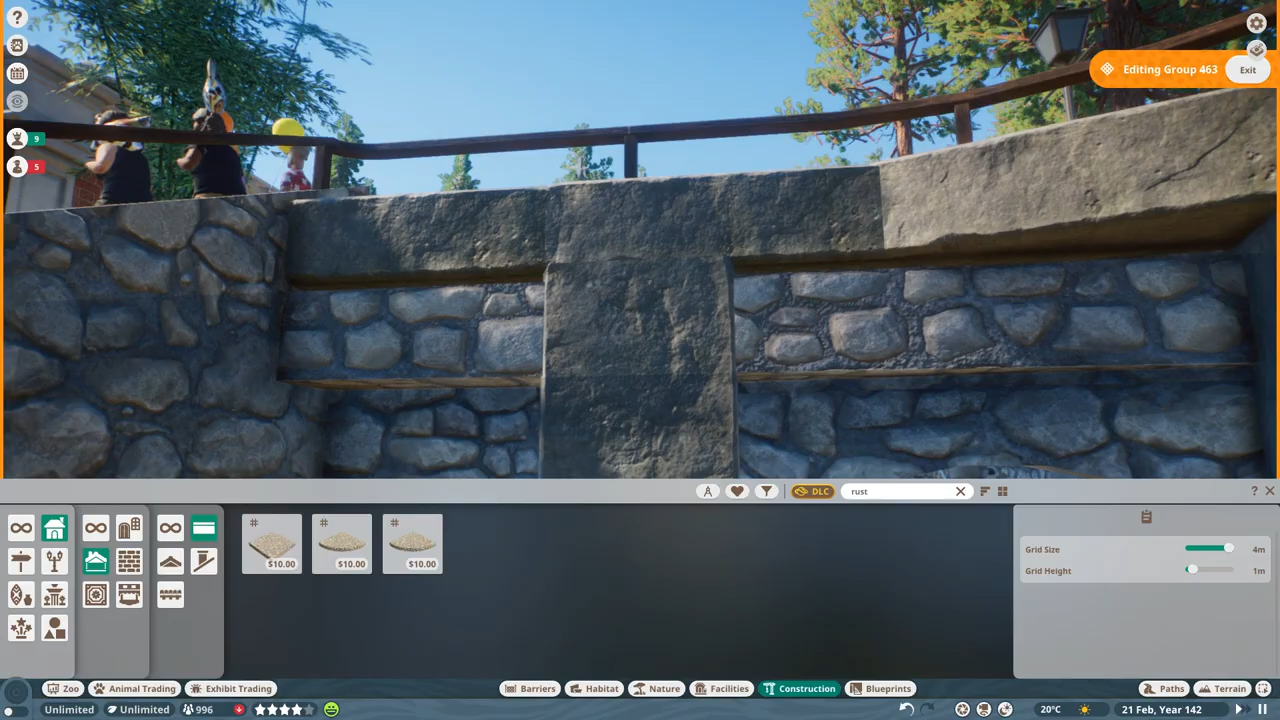 ?
Editing Group 463
Exit
9
5
DLC
rust
?
#
$10.00
#
$10.00
#
$10.00
Grid Size
4m
Grid Height
1m
Zoo
Animal Trading
Exhibit Trading
Barriers
Habitat
Nature
Facilities
Construction
Blueprints
Paths
Terrain
Unlimited
Unlimited
996
20°C
21 Feb, Year 142